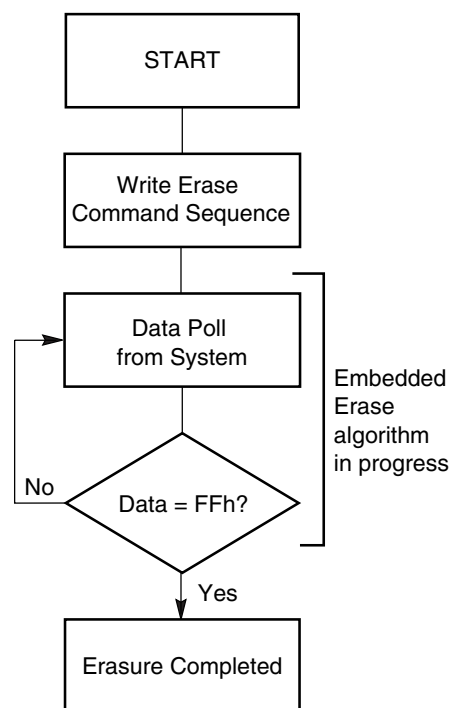 START
Write Erase
Command Sequence
Data Poll
from System
Embedded
Erase
algorithm
in progress
No
Data = FFh?
Yes
Erasure Completed